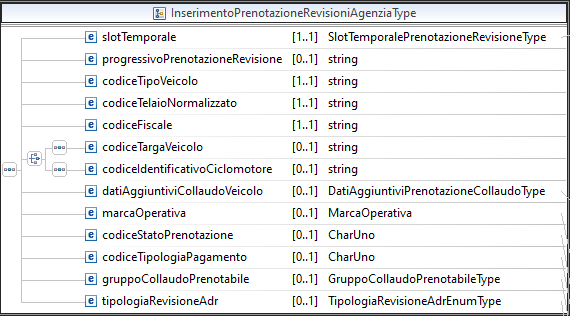 InserimentoPrenotazioneRevisioniAgenziaType
e slotTemporale [1..1] SlotTemporalePrenotazioneRevisioneType
e progressivoPrenotazioneRevisione [0..1] string
e codiceTipoVeicolo [1..1] string
e codiceTelaioNormalizzato [1..1] string
e codiceFiscale [1..1] string
e codiceTargaVeicolo [0..1] string
e codiceIdentificativoCiclomotore [0..1] string
e datiAggiuntiviCollaudoVeicolo [0..1] DatiAggiuntiviPrenotazioneCollaudoType
e marcaOperativa [0..1] MarcaOperativa
e codiceStatoPrenotazione [0..1] CharUno
e codiceTipologiaPagamento [0..1] CharUno
e gruppoCollaudoPrenotabile [0..1] GruppoCollaudoPrenotabileType
e tipologiaRevisioneAdr [0..1] TipologiaRevisioneAdrEnumType